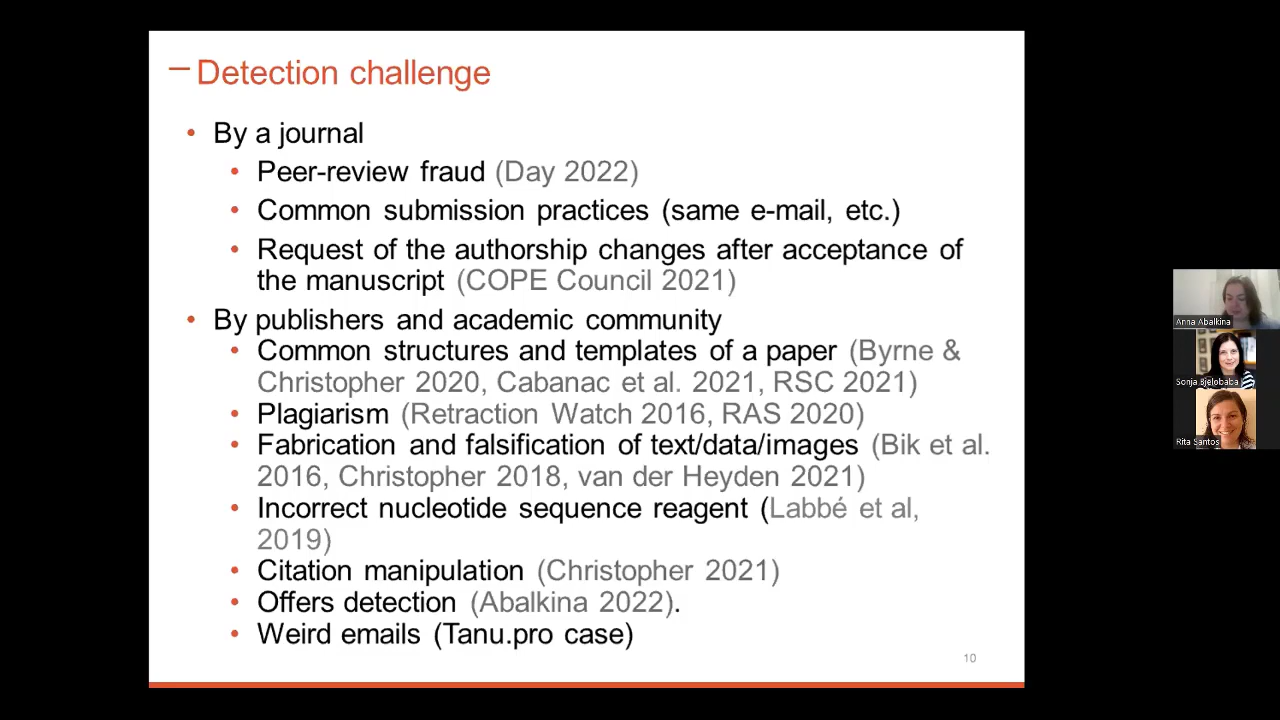 – Detection challenge
• By a journal
• Peer-review fraud (Day 2022)
• Common submission practices (same e-mail, etc.)
• Request of the authorship changes after acceptance of
the manuscript (COPE Council 2021)
• By publishers and academic community
• Common structures and templates of a paper (Byrne &
Christopher 2020, Cabanac et al. 2021, RSC 2021)
• Plagiarism (Retraction Watch 2016, RAS 2020)
• Fabrication and falsification of text/data/images (Bik et al.
2016, Christopher 2018, van der Heyden 2021)
• Incorrect nucleotide sequence reagent (Labbé et al,
2019)
• Citation manipulation (Christopher 2021)
• Offers detection (Abalkina 2022).
• Weird emails (Tanu.pro case)
10
Anna Abalkina
Sonja Bjelobaba
Rita Santos